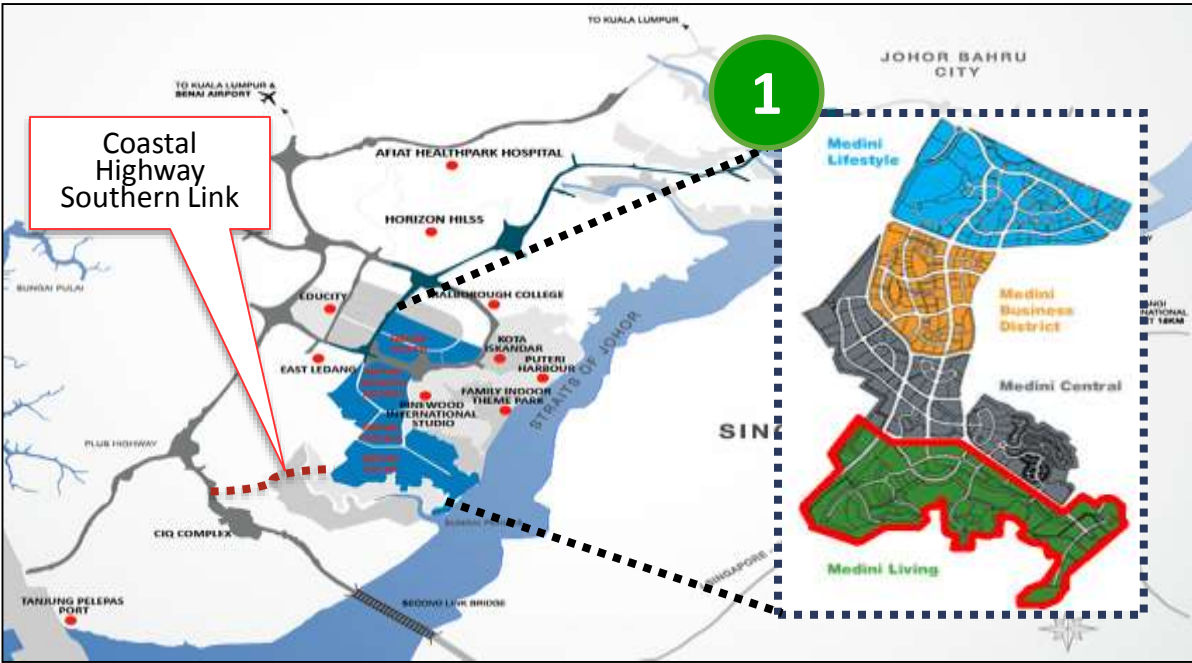 TO KUALA LUMPUR
JOHOR BAHRU
CITY
1
TO KUALA LUMPUR &
SENAI AIRPORT
Coastal
Highway
Southern Link
AFIAT HEALTHPARK HOSPITAL
HORIZON HILSS
EDUCITY
COLLEGE
KOTA
ISKANDAR
PUTERI
HARBOUR
EAST LEDANG
FAMILY INDOOR
THEME PARK
PINEWOOD
INTERNATIONAL
STUDIO
STRAITS OF JOHOR
PLUS HIGHWAY
CIQ COMPLEX
TANJUNG PELEPAS
PORT
SECOND LINK BRIDGE
SINGAPORE
Medini
Lifestyle
Medini
Business
District
Medini Central
Medini Living